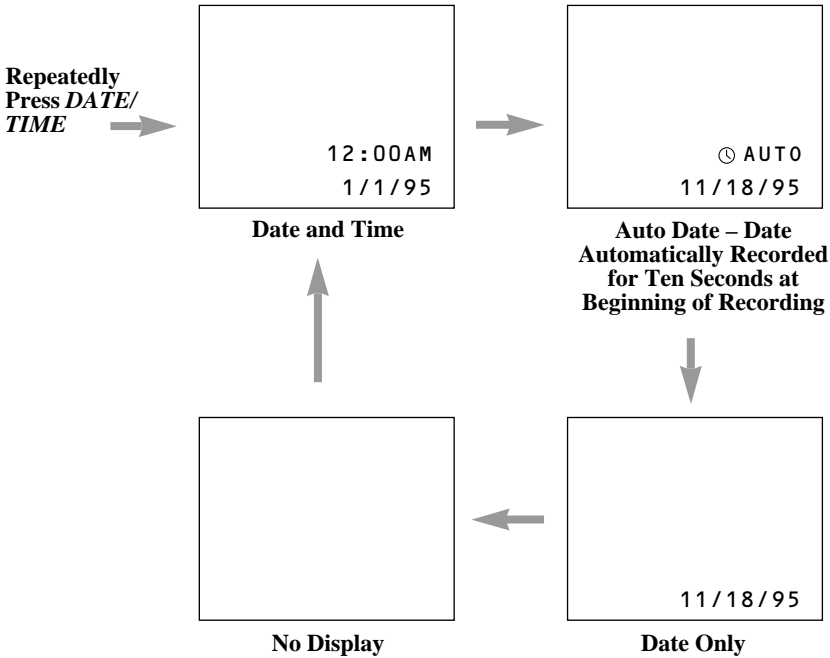 Repeatedly
Press DATE/
TIME
12:00AM
1/1/95
Date and Time
AUTO
11/18/95
Auto Date – Date
Automatically Recorded
for Ten Seconds at
Beginning of Recording
11/18/95
Date Only
No Display